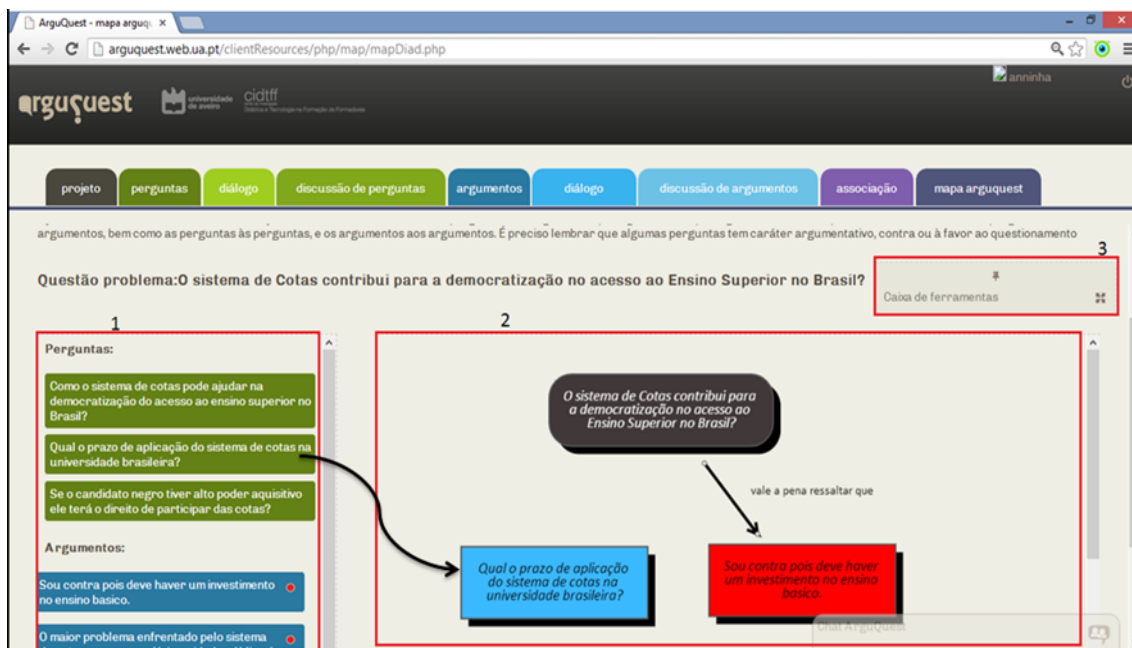 ArguQuest - mapa arguqu
arguquest.web.ua.pt/clientResources/php/map/mapDiad.php
anninha
arguquest
universidade
de aveiro
cidtff
projeto
perguntas
diálogo
discussão de perguntas
argumentos
diálogo
discussão de argumentos
associação
mapa arguquest
argumentos, bem como as perguntas às perguntas, e os argumentos aos argumentos. É preciso lembrar que algumas perguntas tem caráter argumentativo, contra ou à favor ao questionamento
3
Questão problema:O sistema de Cotas contribui para a democratização no acesso ao Ensino Superior no Brasil?
Caixa de ferramentas
1
Perguntas:
Como o sistema de cotas pode ajudar na
democratização do acesso ao ensino superior no
Brasil?
Qual o prazo de aplicação do sistema de cotas na
universidade brasileira?
Se o candidato negro tiver alto poder aquisitivo
ele terá o direito de participar das cotas?
Argumentos:
Sou contra pois deve haver um investimento
no ensino basico.
O maior problema enfrentado pelo sistema
2
O sistema de Cotas contribui para
a democratização no acesso ao
Ensino Superior no Brasil?
vale a pena ressaltar que
Qual o prazo de aplicação
do sistema de cotas na
universidade brasileira?
Sou contra pois deve haver
um investimento no ensino
basico.
Chat ArguQuest